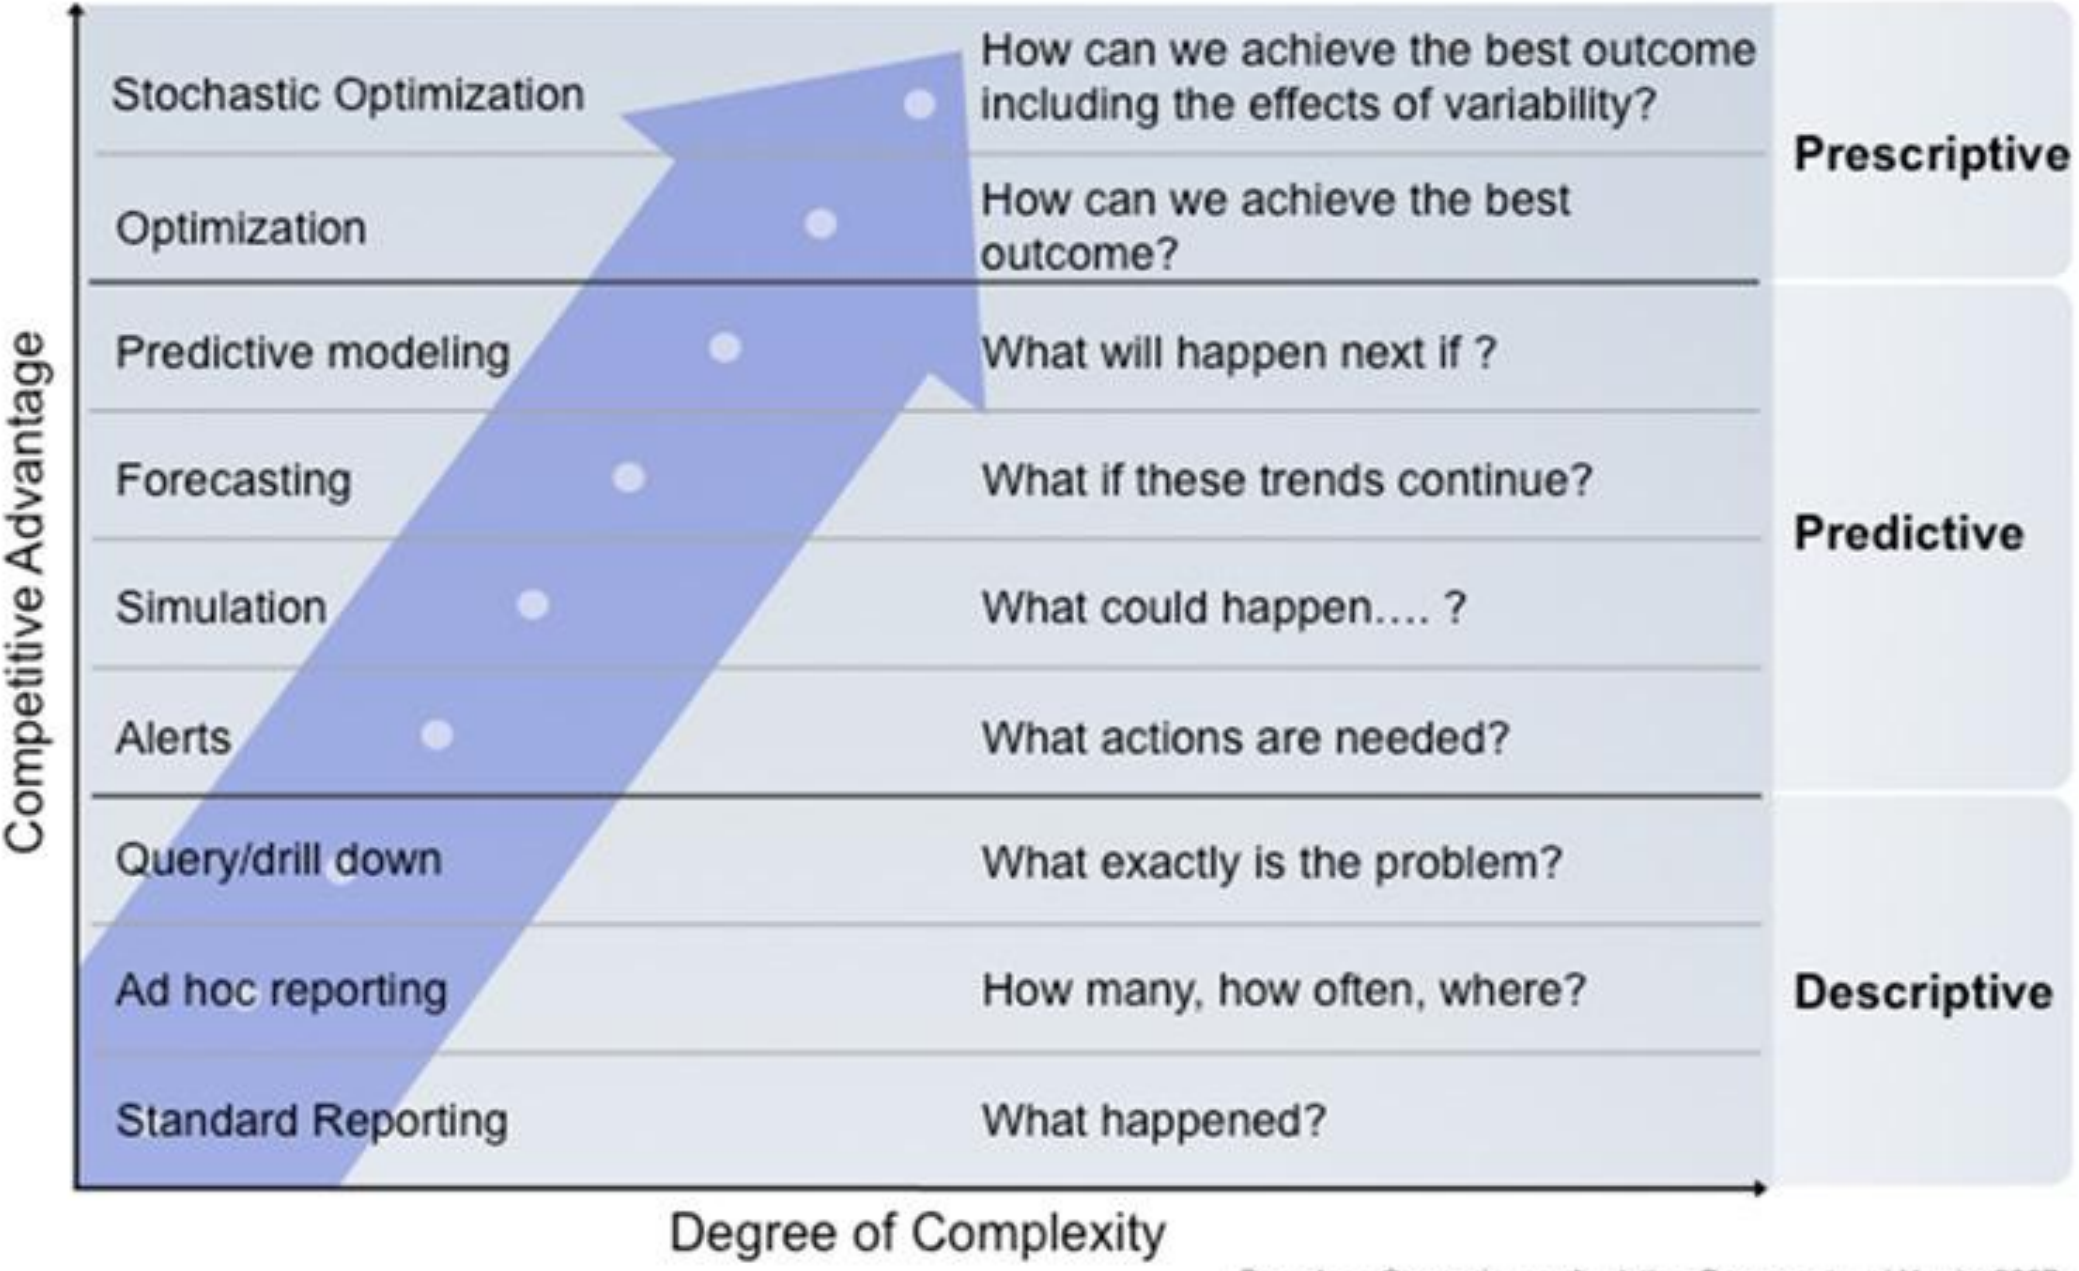 Stochastic Optimization
How can we achieve the best outcome
including the effects of variability?
Prescriptive
Optimization
How can we achieve the best
outcome?
Predictive modeling
What will happen next if ?
Forecasting
What if these trends continue?
Predictive
Simulation
What could happen.... ?
Alerts
What actions are needed?
Query/drill down
What exactly is the problem?
Ad hoc reporting
How many, how often, where?
Descriptive
Standard Reporting
What happened?
Competitive Advantage
Degree of Complexity